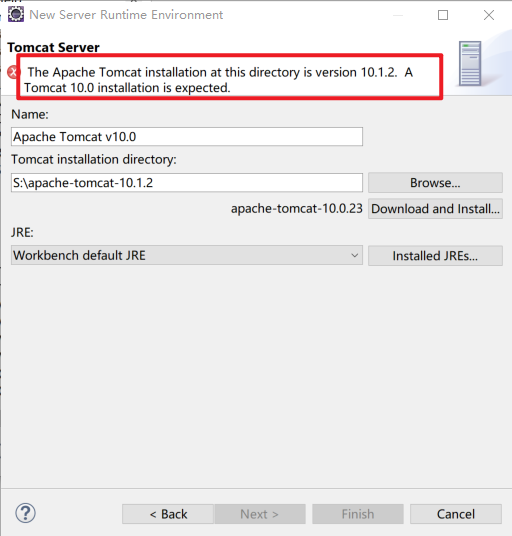 New Server Runtime Environment
Tomcat Server
The Apache Tomcat installation at this directory is version 10.1.2. A
Tomcat 10.0 installation is expected.
Name:
Apache Tomcat v10.0
Tomcat installation directory:
S:\apache-tomcat-10.1.2
Browse...
apache-tomcat-10.0.23 Download and Install...
JRE:
Workbench default JRE
Installed JREs...
? < Back Next > Finish Cancel